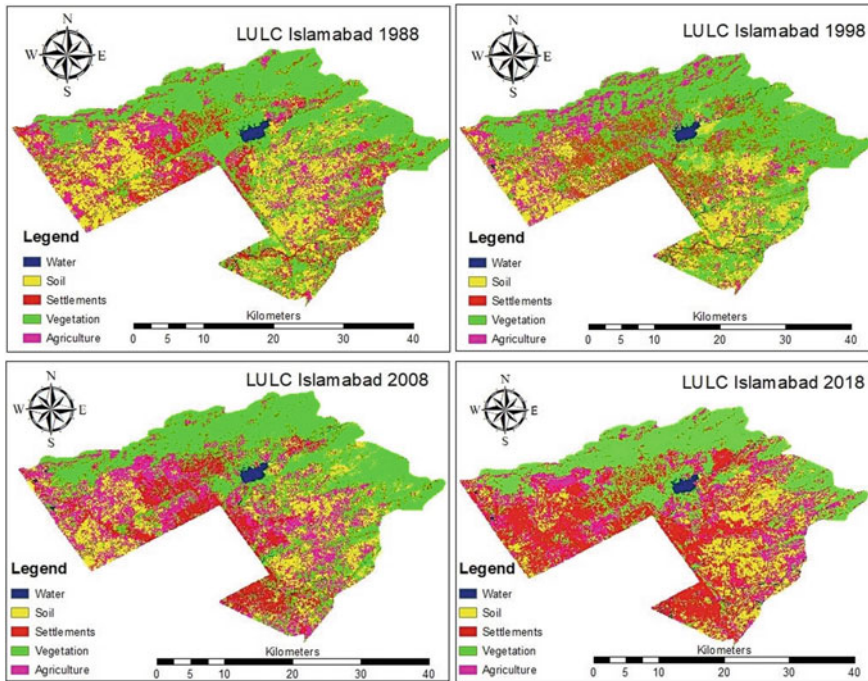 LULC Islamabad 1988
N
W E
S
Legend
Water
Soil
Settlements
Vegetation
Agriculture
Kilometers
0 5 10 20 30 40
LULC Islamabad 1998
N
W E
S
Legend
Water
Soil
Settlements
Vegetation
Agriculture
Kilometers
0 5 10 20 30 40
LULC Islamabad 2008
N
W E
S
Legend
Water
Soil
Settlements
Vegetation
Agriculture
Kilometers
0 5 10 20 30 40
LULC Islamabad 2018
N
W E
S
Legend
Water
Soil
Settlements
Vegetation
Agriculture
Kilometers
0 5 10 20 30 40